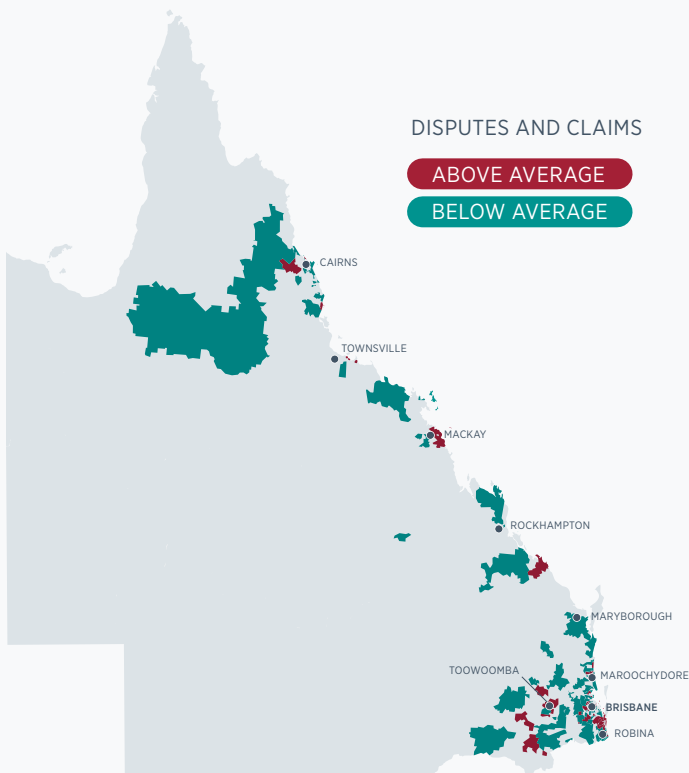 DISPUTES AND CLAIMS
ABOVE AVERAGE
BELOW AVERAGE
CAIRNS
TOWNSVILLE
MACKAY
ROCKHAMPTON
MARYBOROUGH
TOOWOOMBA
MAROOCHYDORE
BRISBANE
ROBINA